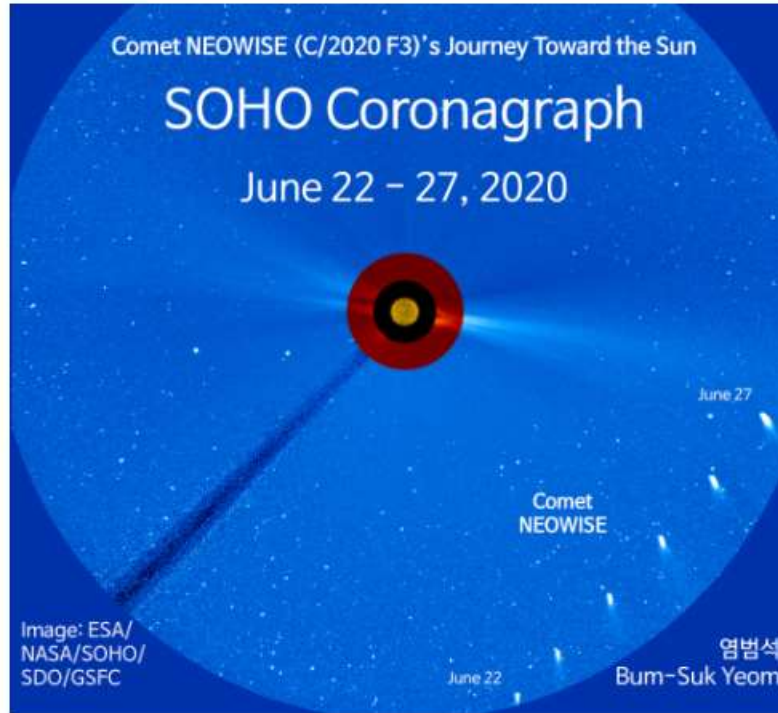 Comet NEOWISE (C/2020 F3)'s Journey Toward the Sun
SOHO Coronagraph
June 22 - 27, 2020
June 27
Comet
NEOWISE
Image: ESA/
NASA/SOHO/
SDO/GSFC
June 22
염범석
Bum-Suk Yeom